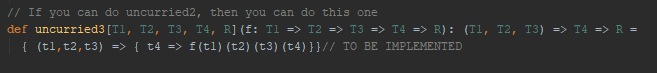 // If you can do uncurried2, then you can do this one
def uncurried3[T1, T2, T3, T4, R](f: T1 => T2 => T3 => T4 => R): (T1, T2, T3) => T4 => R =
{ (t1,t2,t3) => { t4 => f(t1)(t2)(t3)(t4)}}// TO BE IMPLEMENTED